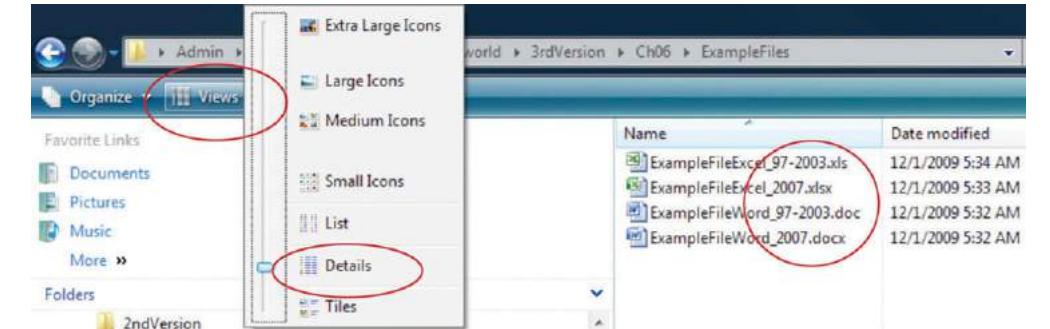 Extra Large Icons
Admin
world ▸ 3rdVersion ▸ Ch06 ▸ ExampleFiles
Large Icons
Organize
Views
Medium Icons
Favorite Links
Name
Date modified
Documents
ExampleFileExcel_97-2003.xls 12/1/2009 5:34 AM
Small Icons
ExampleFileExcel_2007.xlsx 12/1/2009 5:33 AM
Pictures
ExampleFileWord_97-2003.doc 12/1/2009 5:32 AM
Music
List
ExampleFileWord_2007.docx 12/1/2009 5:32 AM
More »
Details
Folders
Tiles
2ndVersion